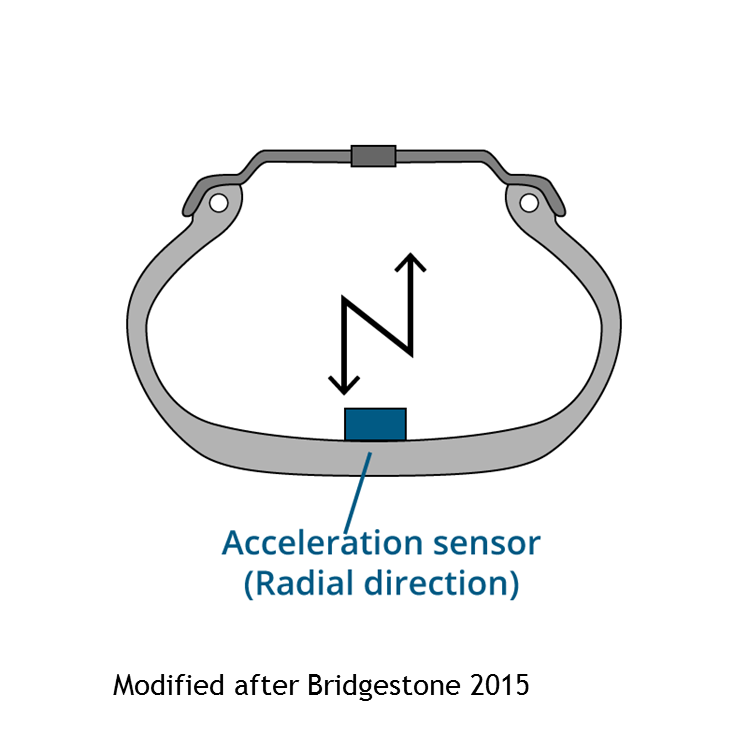 Acceleration sensor
(Radial direction)
Modified after Bridgestone 2015